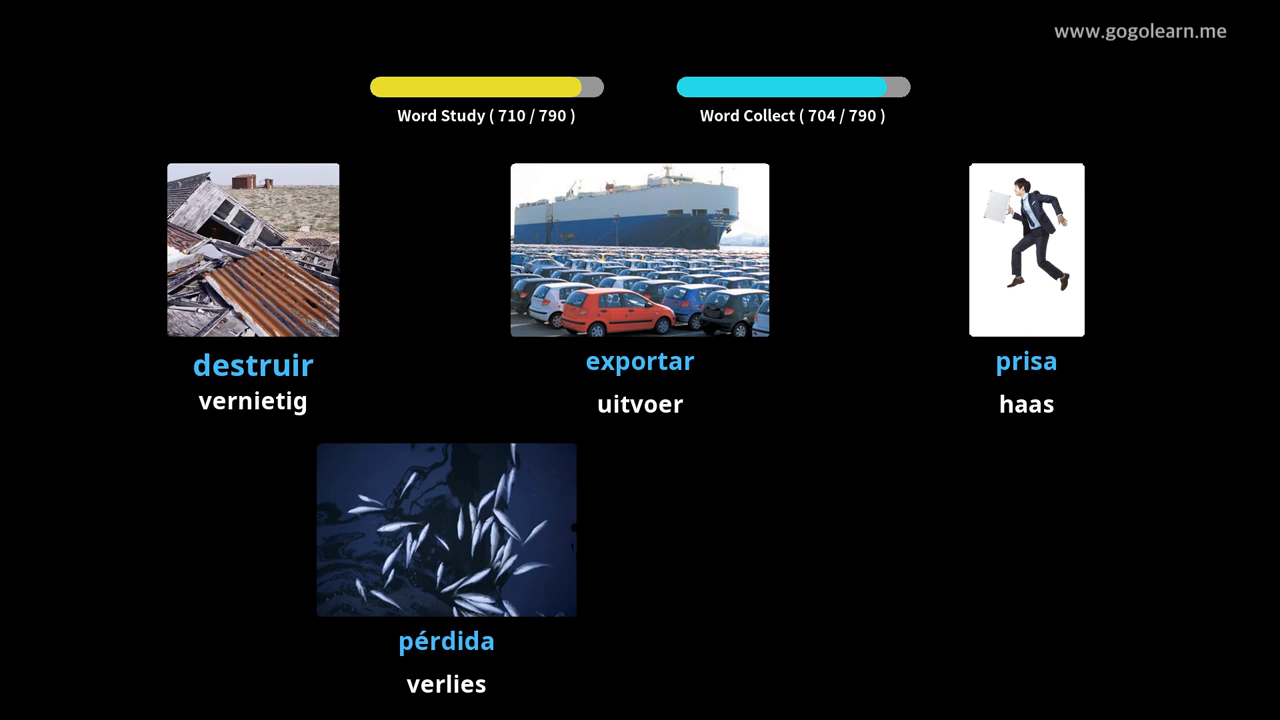 www.gogolearn.me
Word Study ( 710 / 790 )
Word Collect ( 704 / 790 )
destruir
vernietig
exportar
uitvoer
prisa
haas
pérdida
verlies